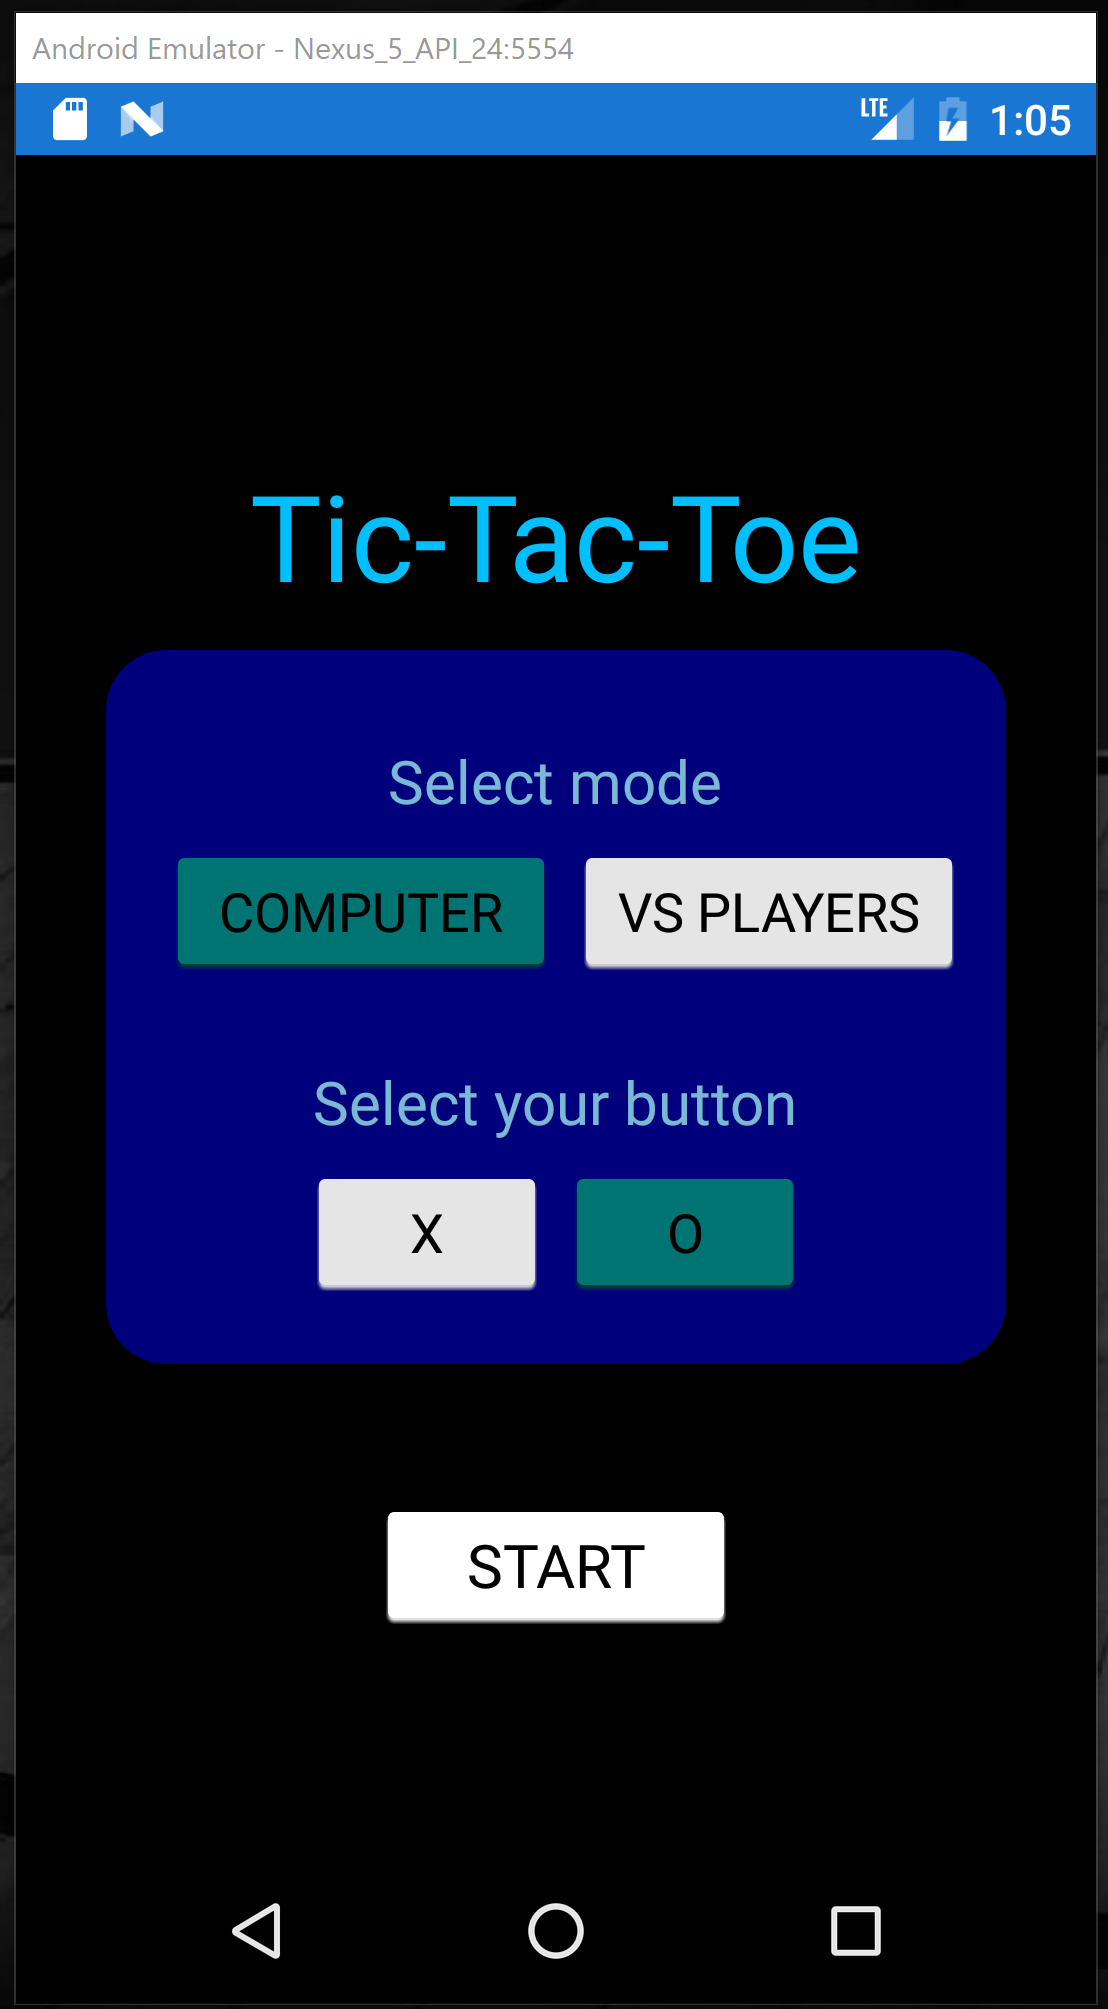 Android Emulator - Nexus_5_API_24:5554
LTE 1:05
Tic-Tac-Toe
Select mode
COMPUTER VS PLAYERS
Select your button
X O
START